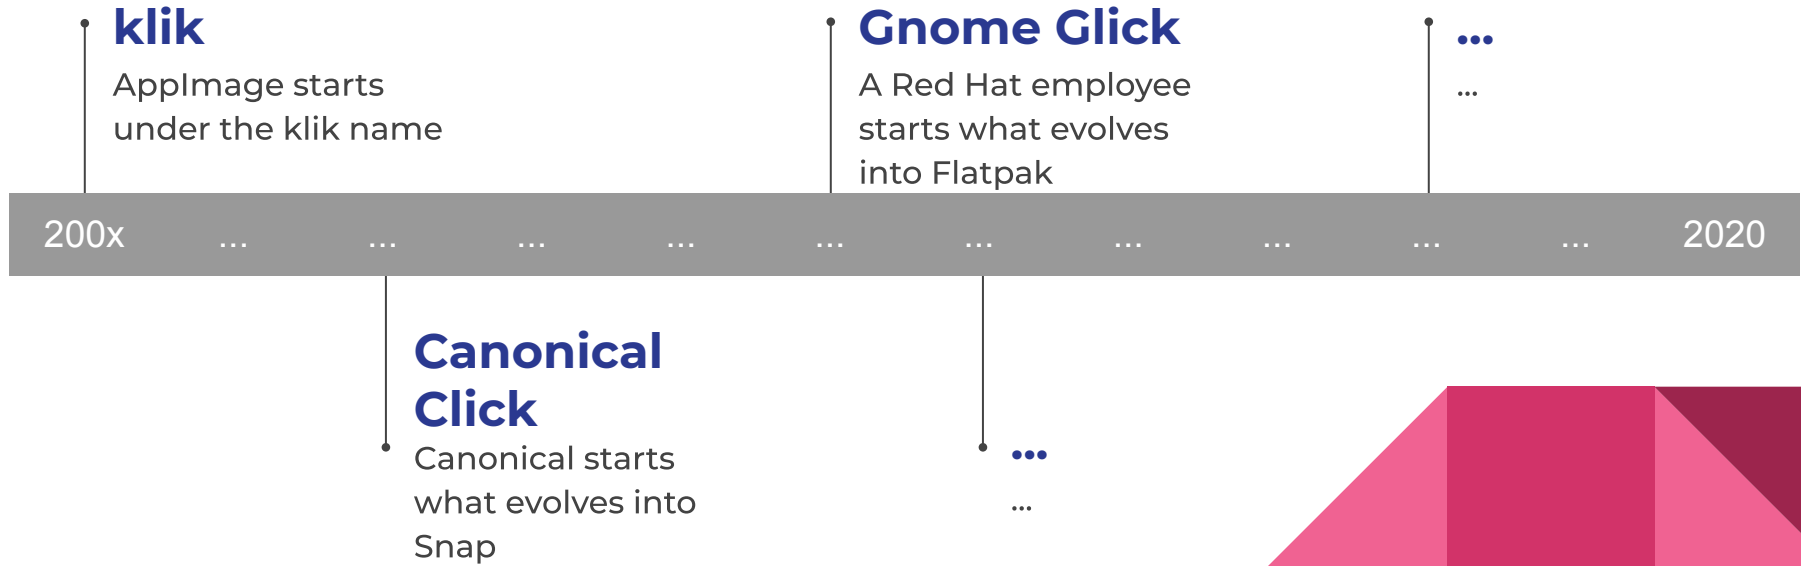 klik
AppImage starts
under the klik name
Gnome Glick
A Red Hat employee
starts what evolves
into Flatpak
...
...
200x ... ... ... ... ... ... ... ... ... ... 2020
Canonical
Click
Canonical starts
what evolves into
Snap
...
...